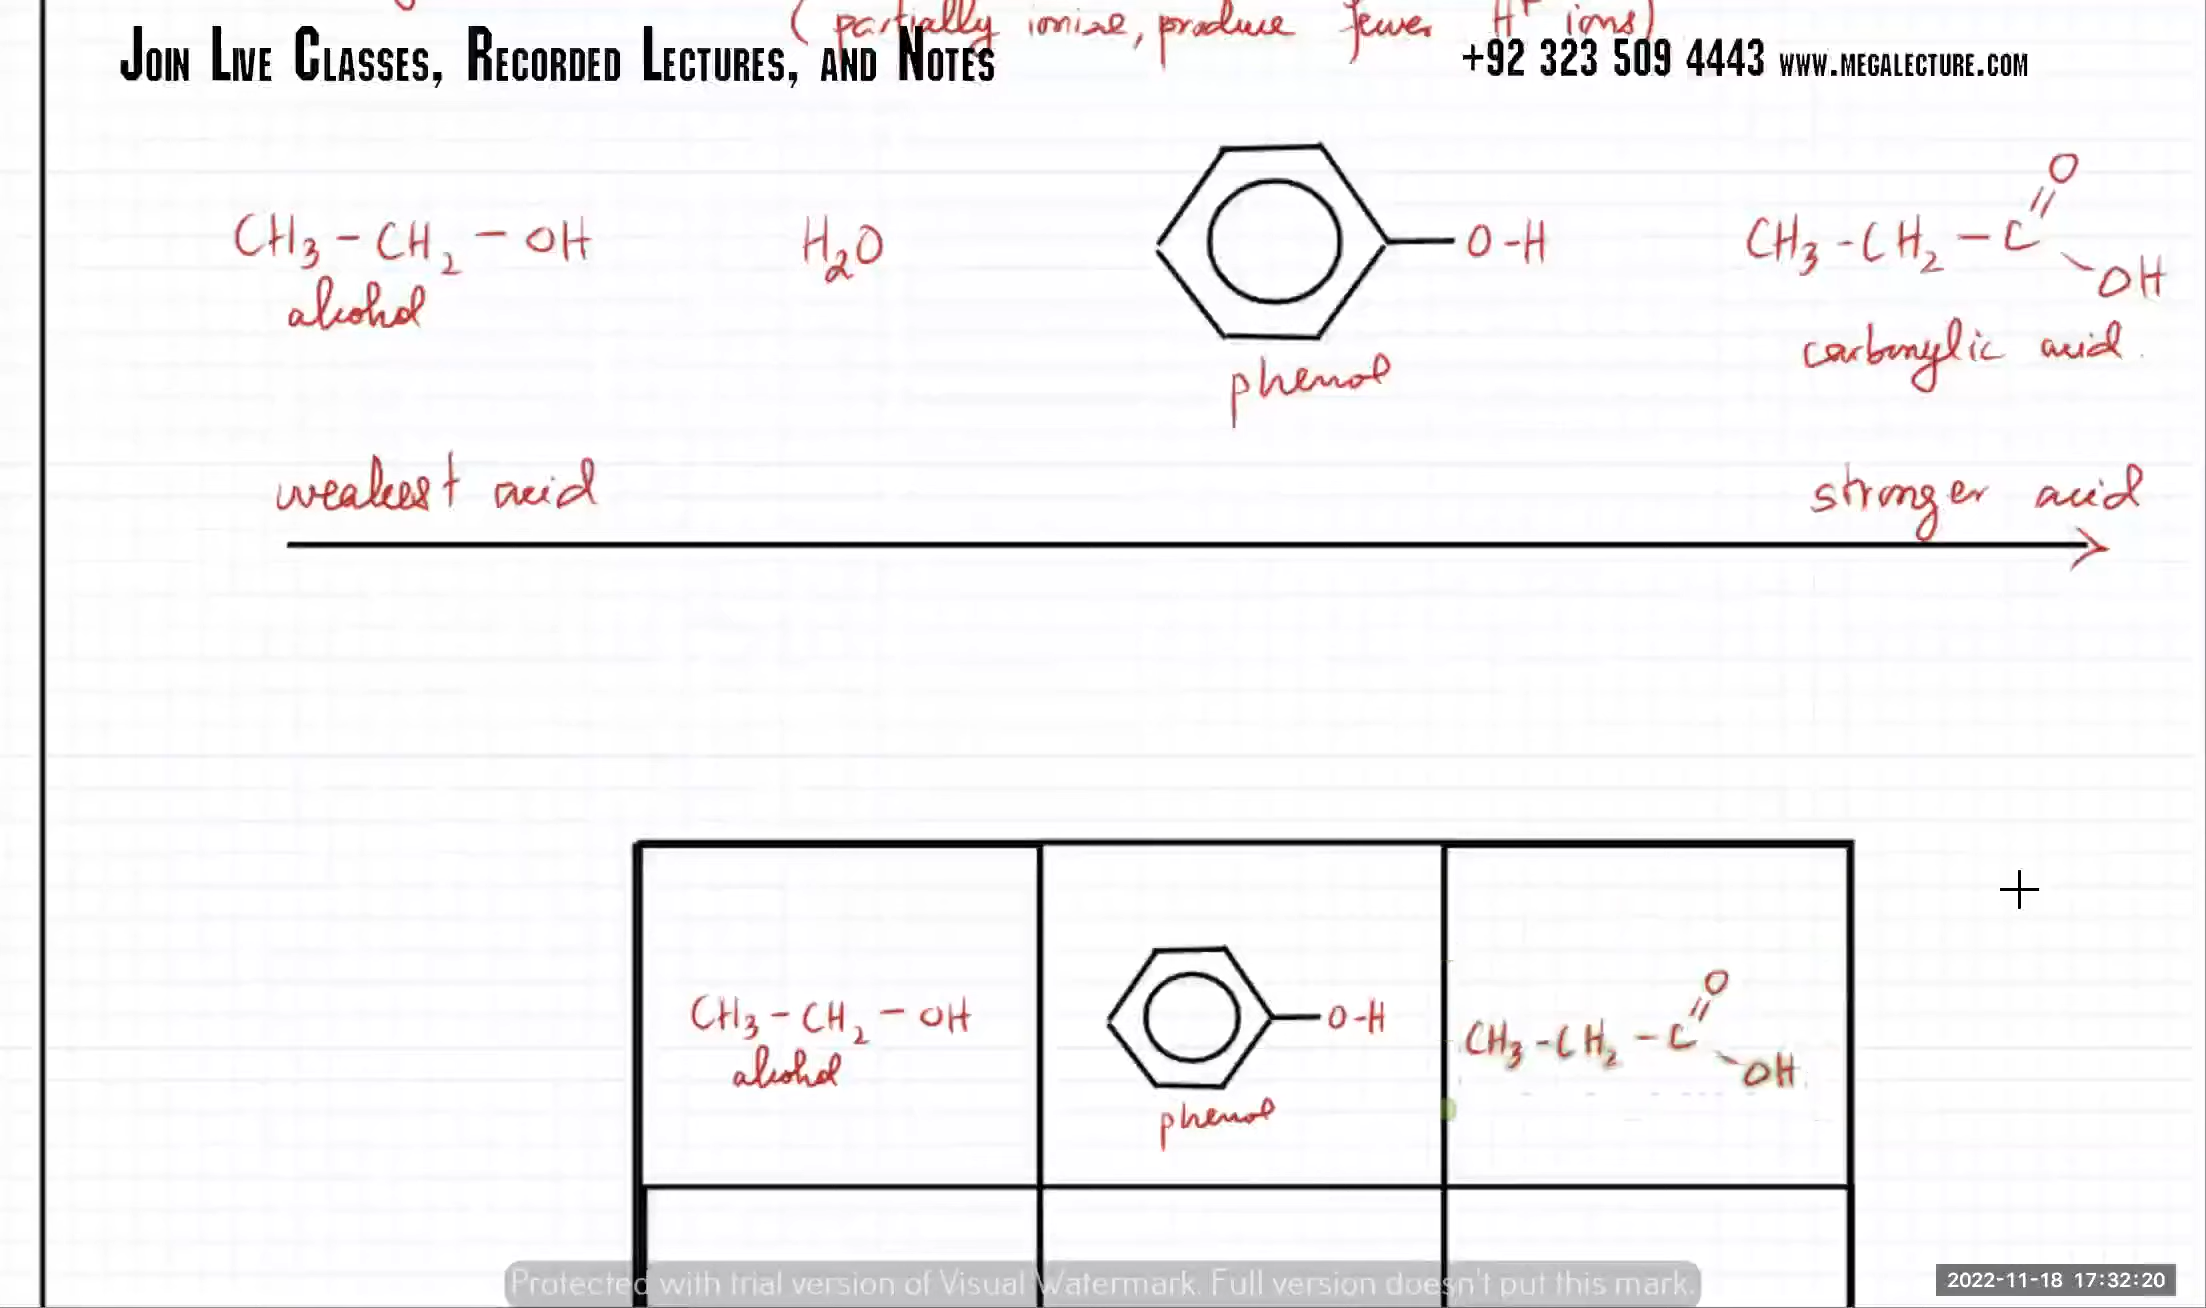 ( partially ionise, produce fewer H⁺ ions)
JOIN LIVE CLASSES, RECORDED LECTURES, AND NOTES
+92 323 509 4443 WWW.MEGALECTURE.COM
CH₃ - CH₂ - OH
alcohol
H₂O
O-H
phenol
CH₃ - CH₂ - C
O
OH
carboxylic acid
weakest acid
stronger acid
CH₃ - CH₂ - OH
alcohol
O-H
phenol
CH₃ - CH₂ - C
O
OH
Protected with trial version of Visual Watermark. Full version doesn't put this mark.
2022-11-18 17:32:20